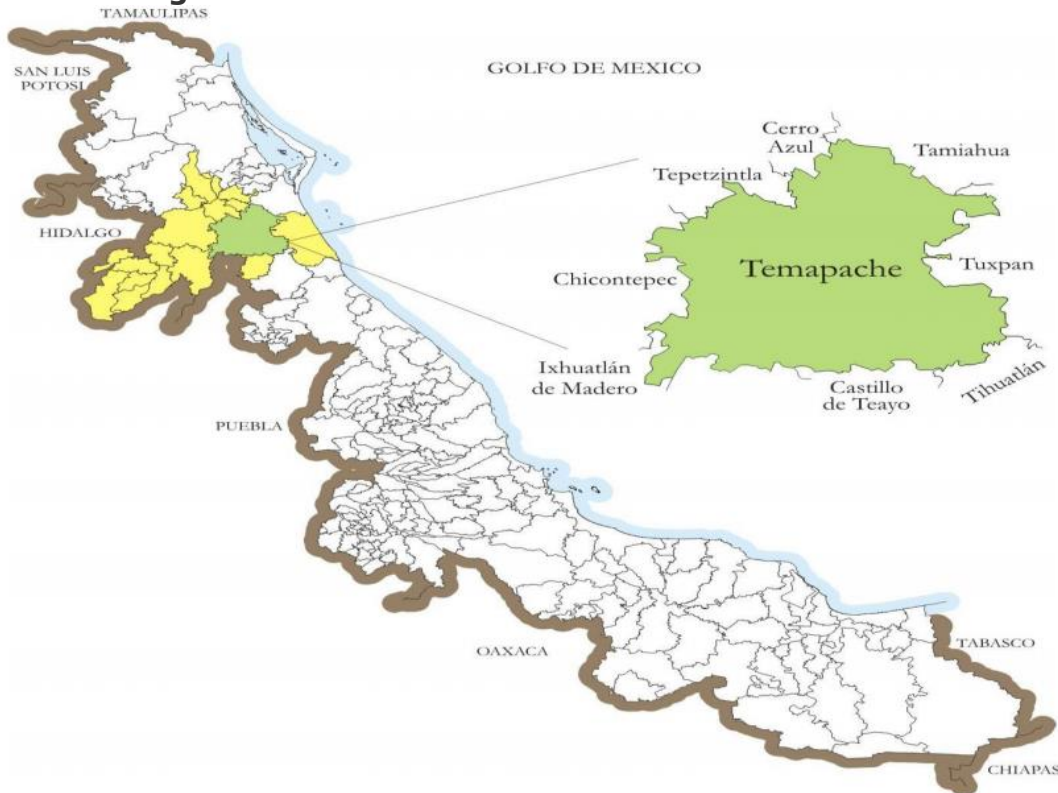 TAMAULIPAS
SAN LUIS
POTOSI
GOLFO DE MEXICO
Cerro
Azul
Tamiahua
Tepetzintla
HIDALGO
Temapache
Tuxpan
Chicontepec
Ixhuatlán
de Madero
Castillo
de Teayo
Tihuatlán
PUEBLA
OAXACA
TABASCO
CHIAPAS